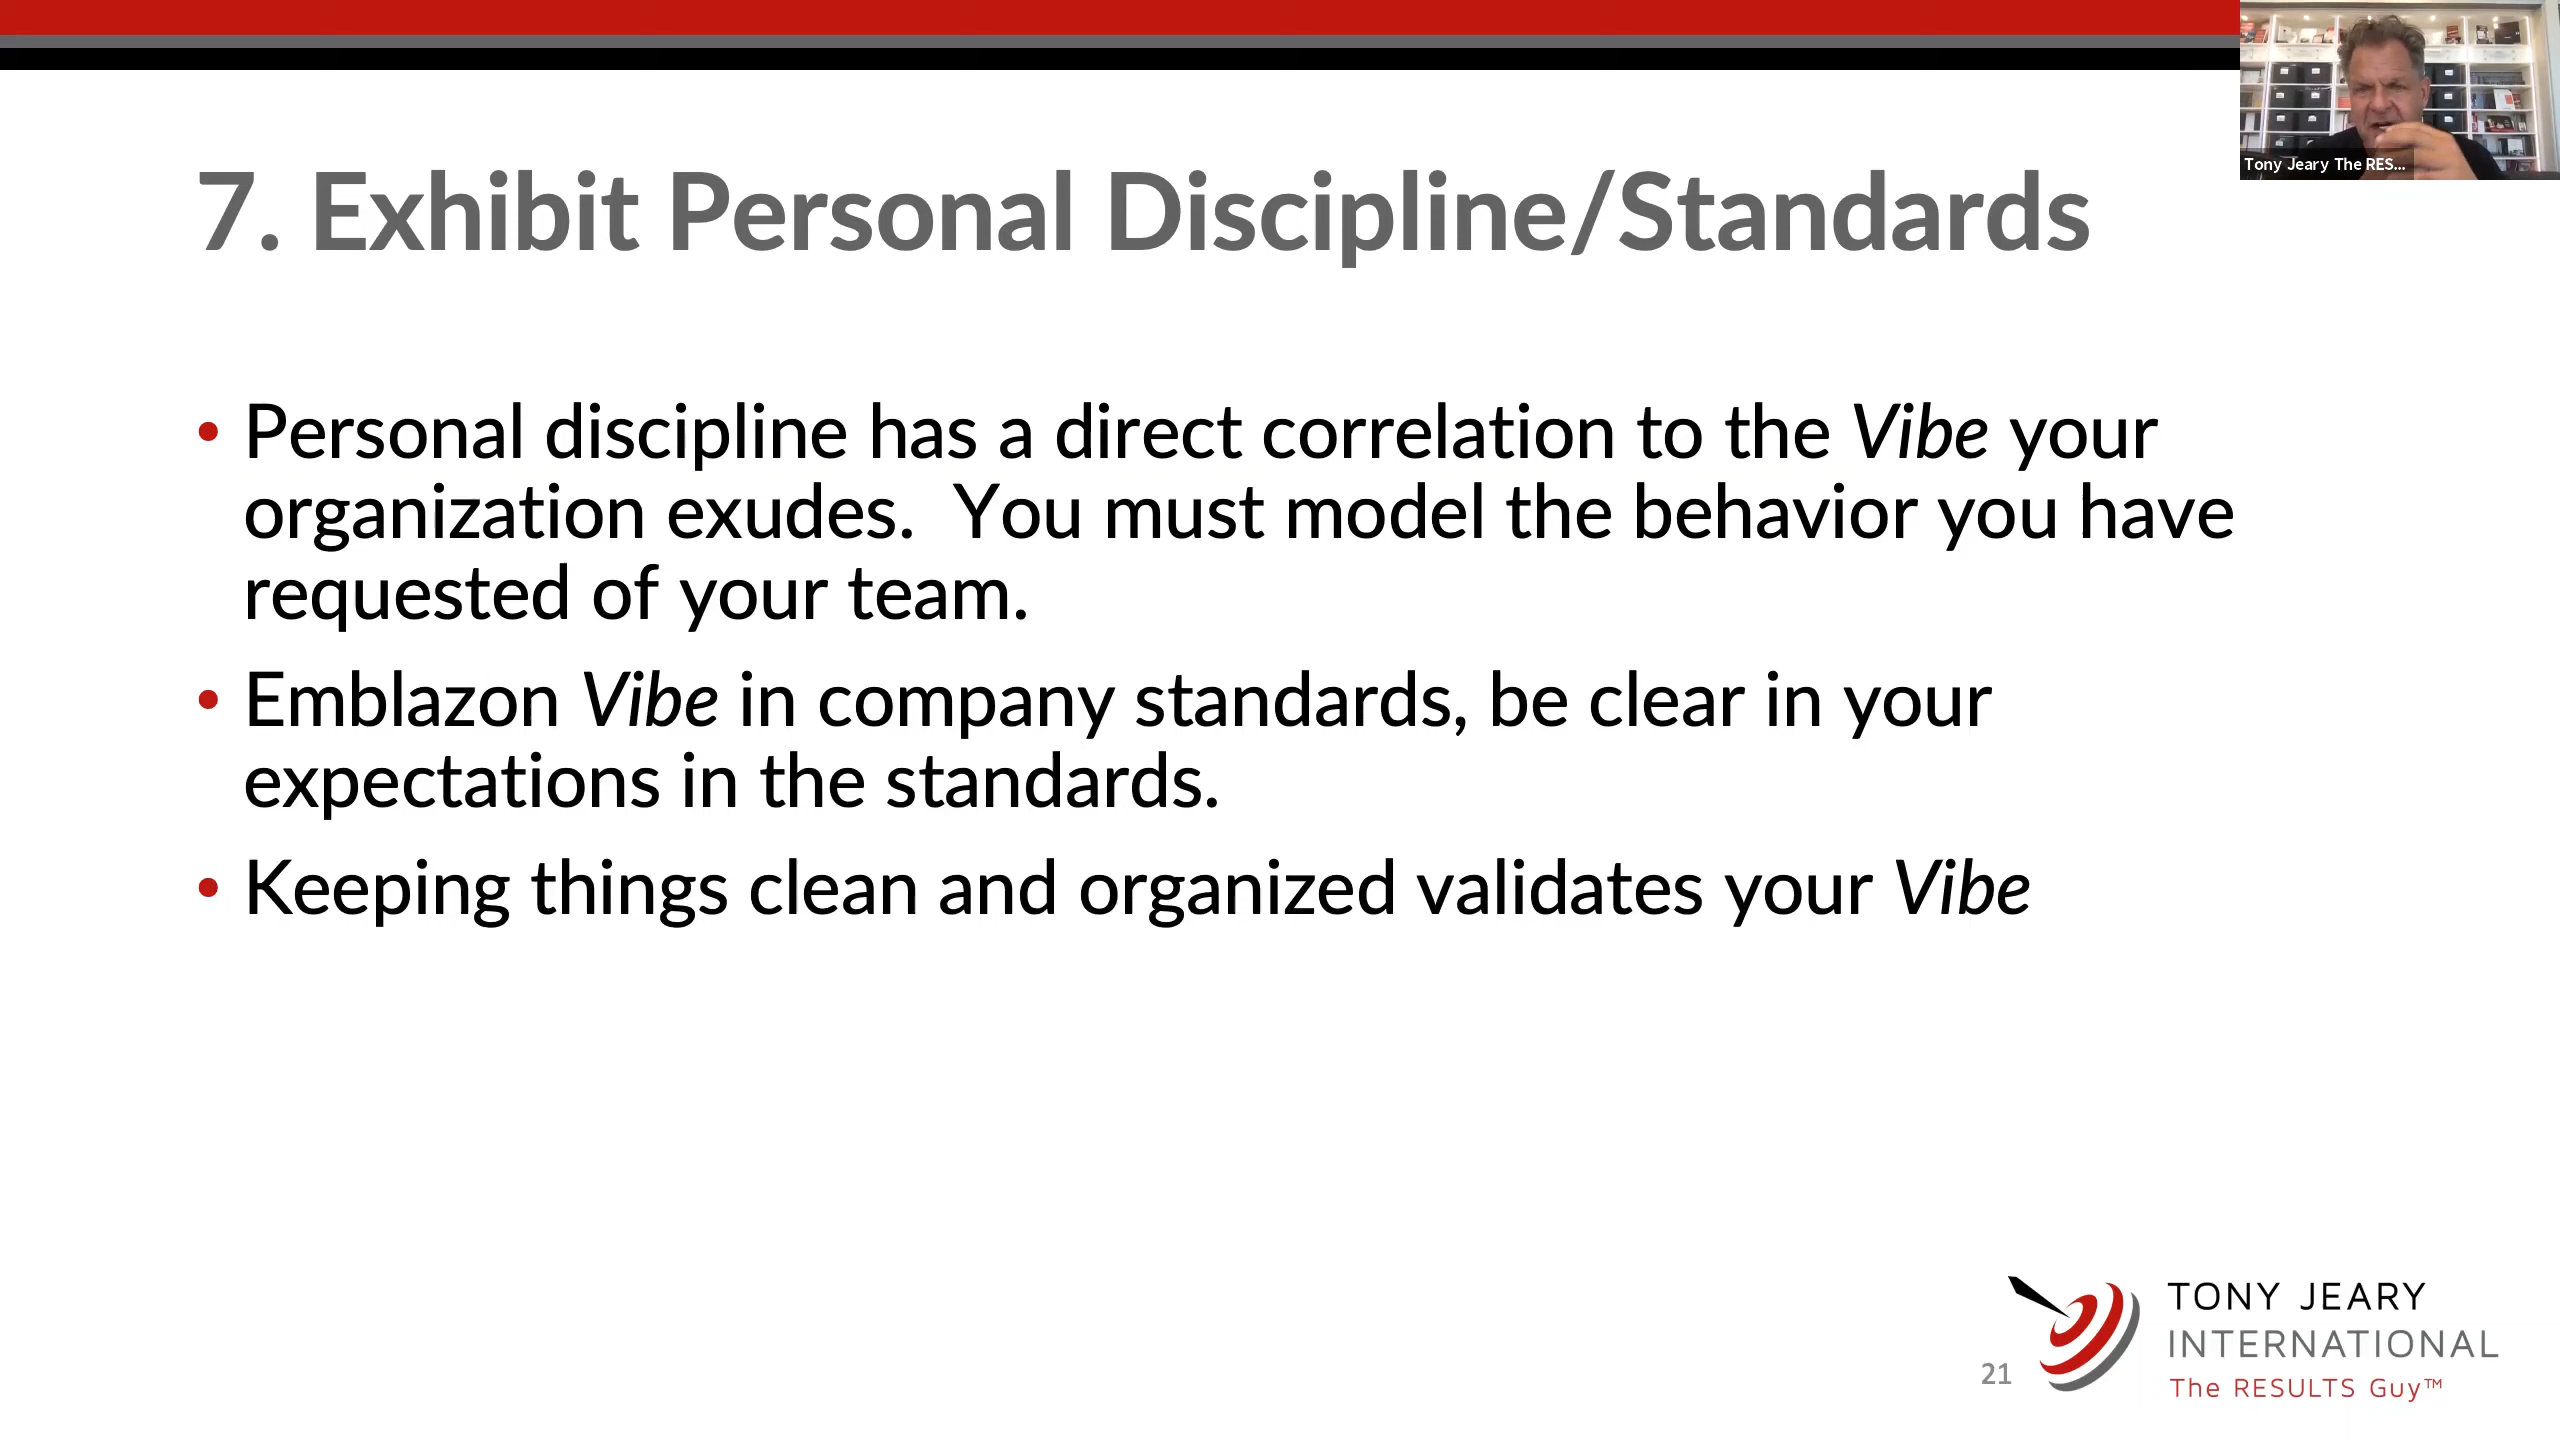 Tony Jeary The RES...
7. Exhibit Personal Discipline/Standards
• Personal discipline has a direct correlation to the Vibe your
organization exudes.  You must model the behavior you have
requested of your team.
• Emblazon Vibe in company standards, be clear in your
expectations in the standards.
• Keeping things clean and organized validates your Vibe
21
TONY JEARY
INTERNATIONAL
The RESULTS Guy™